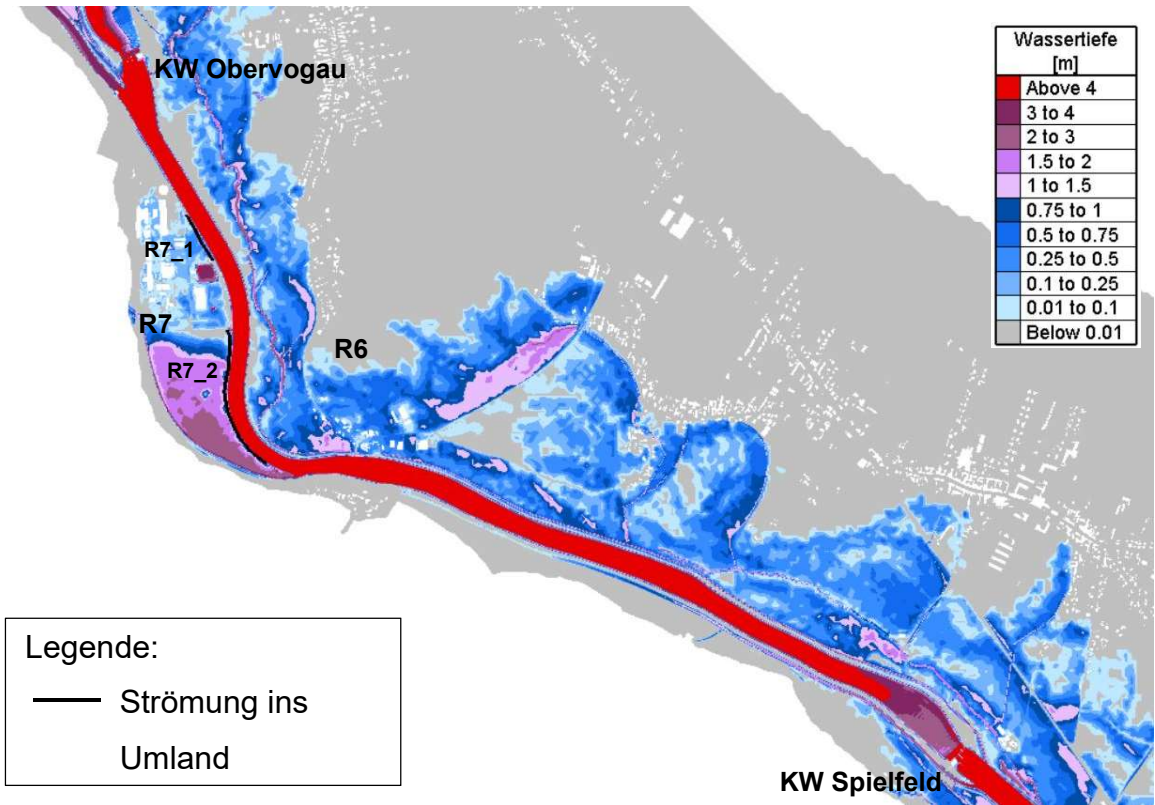 KW Obervogau
Wassertiefe
[m]
Above 4
3 to 4
2 to 3
1.5 to 2
1 to 1.5
0.75 to 1
0.5 to 0.75
0.25 to 0.5
0.1 to 0.25
0.01 to 0.1
Below 0.01
R7_1
R7
R6
R7_2
Legende:
Strömung ins
Umland
KW Spielfeld